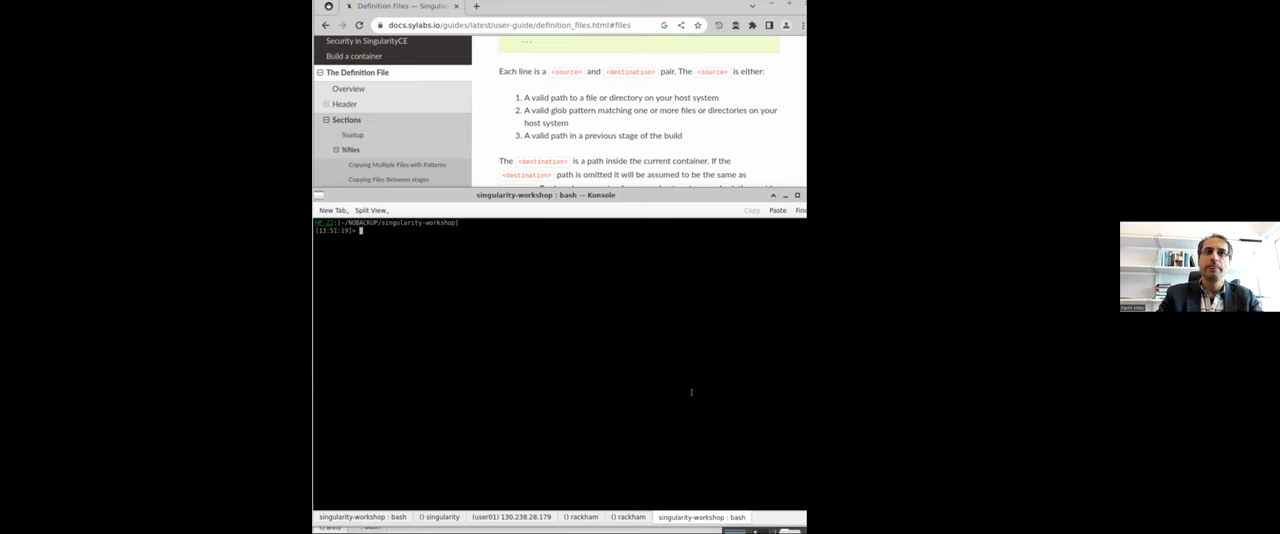 Definition Files — Singular
docs.sylabs.io/guides/latest/user-guide/definition_files.html#files
Security in SingularityCE
Build a container
The Definition File
Overview
Header
Sections
%setup
%files
Copying Multiple Files with Patterns
Copying Files Between stages
...
Each line is a <source> and <destination> pair. The <source> is either:
1. A valid path to a file or directory on your host system
2. A valid glob pattern matching one or more files or directories on your
host system
3. A valid path in a previous stage of the build
The <destination> is a path inside the current container. If the
<destination> path is omitted it will be assumed to be the same as
singularity-workshop : bash — Konsole
New Tab
Split View
Copy
Paste
Find
HP-Z2:[~/NOBACKUP/singularity-workshop]
[13:51:19]>
singularity-workshop : bash
() singularity
(user01) 130.238.28.179
() rackham
() rackham
singularity-workshop : bash